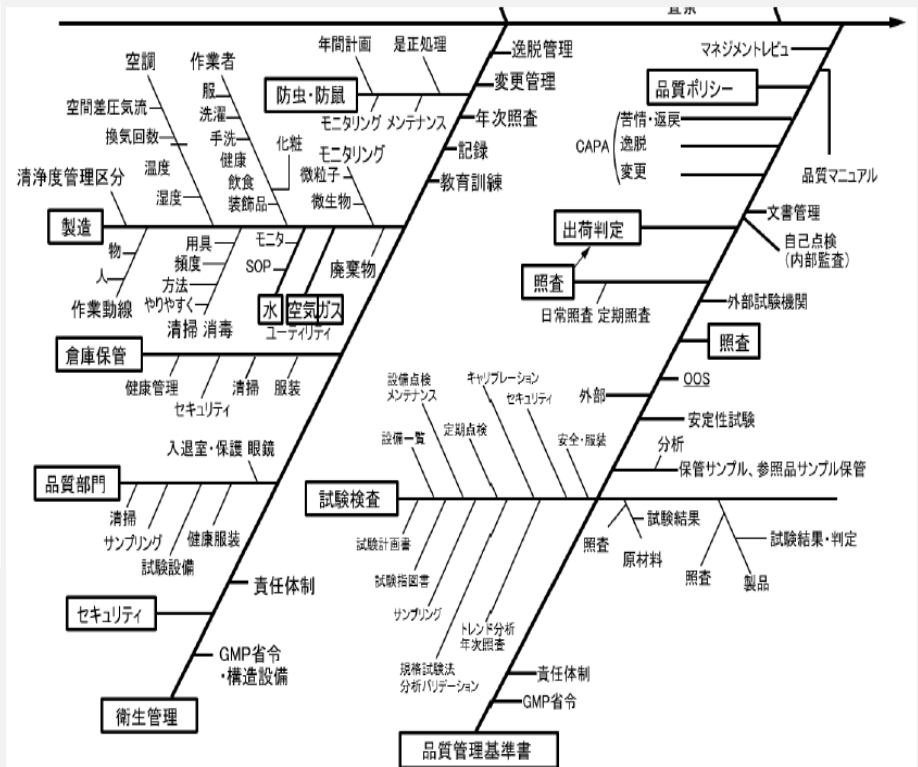 空調
作業者
年間計画
是正処理
逸脱管理
マネジメントレビュ
空間差圧気流
換気回数
温度
湿度
服
洗濯
手洗
健康
飲食
装飾品
化粧
防虫・防鼠
モニタリング
メンテナンス
変更管理
年次照査
記録
教育訓練
モニタリング
微粒子
微生物
品質ポリシー
CAPA
苦情・返戻
逸脱
変更
品質マニュアル
清浄度管理区分
製造
物
人
作業動線
用具
頻度
方法
やりやすく
清掃 消毒
モニタ
SOP
水
空気
ガス
ユーティリティ
廃棄物
出荷判定
文書管理
自己点検
(内部監査)
照査
日常照査 定期照査
外部試験機関
照査
倉庫保管
健康管理
セキュリティ
清掃
服装
設備点検
メンテナンス
キャリブレーション
セキュリティ
外部
OOS
安定性試験
設備一覧
定期点検
安全・服装
分析
保管サンプル、参照品サンプル保管
入退室・保護 眼鏡
品質部門
清掃
サンプリング
試験設備
健康服装
試験検査
試験計画書
試験指図書
サンプリング
トレンド分析
年次照査
規格試験法
分析バリデーション
照査
試験結果
原材料
照査
試験結果・判定
製品
責任体制
セキュリティ
GMP省令
・構造設備
衛生管理
責任体制
GMP省令
品質管理基準書